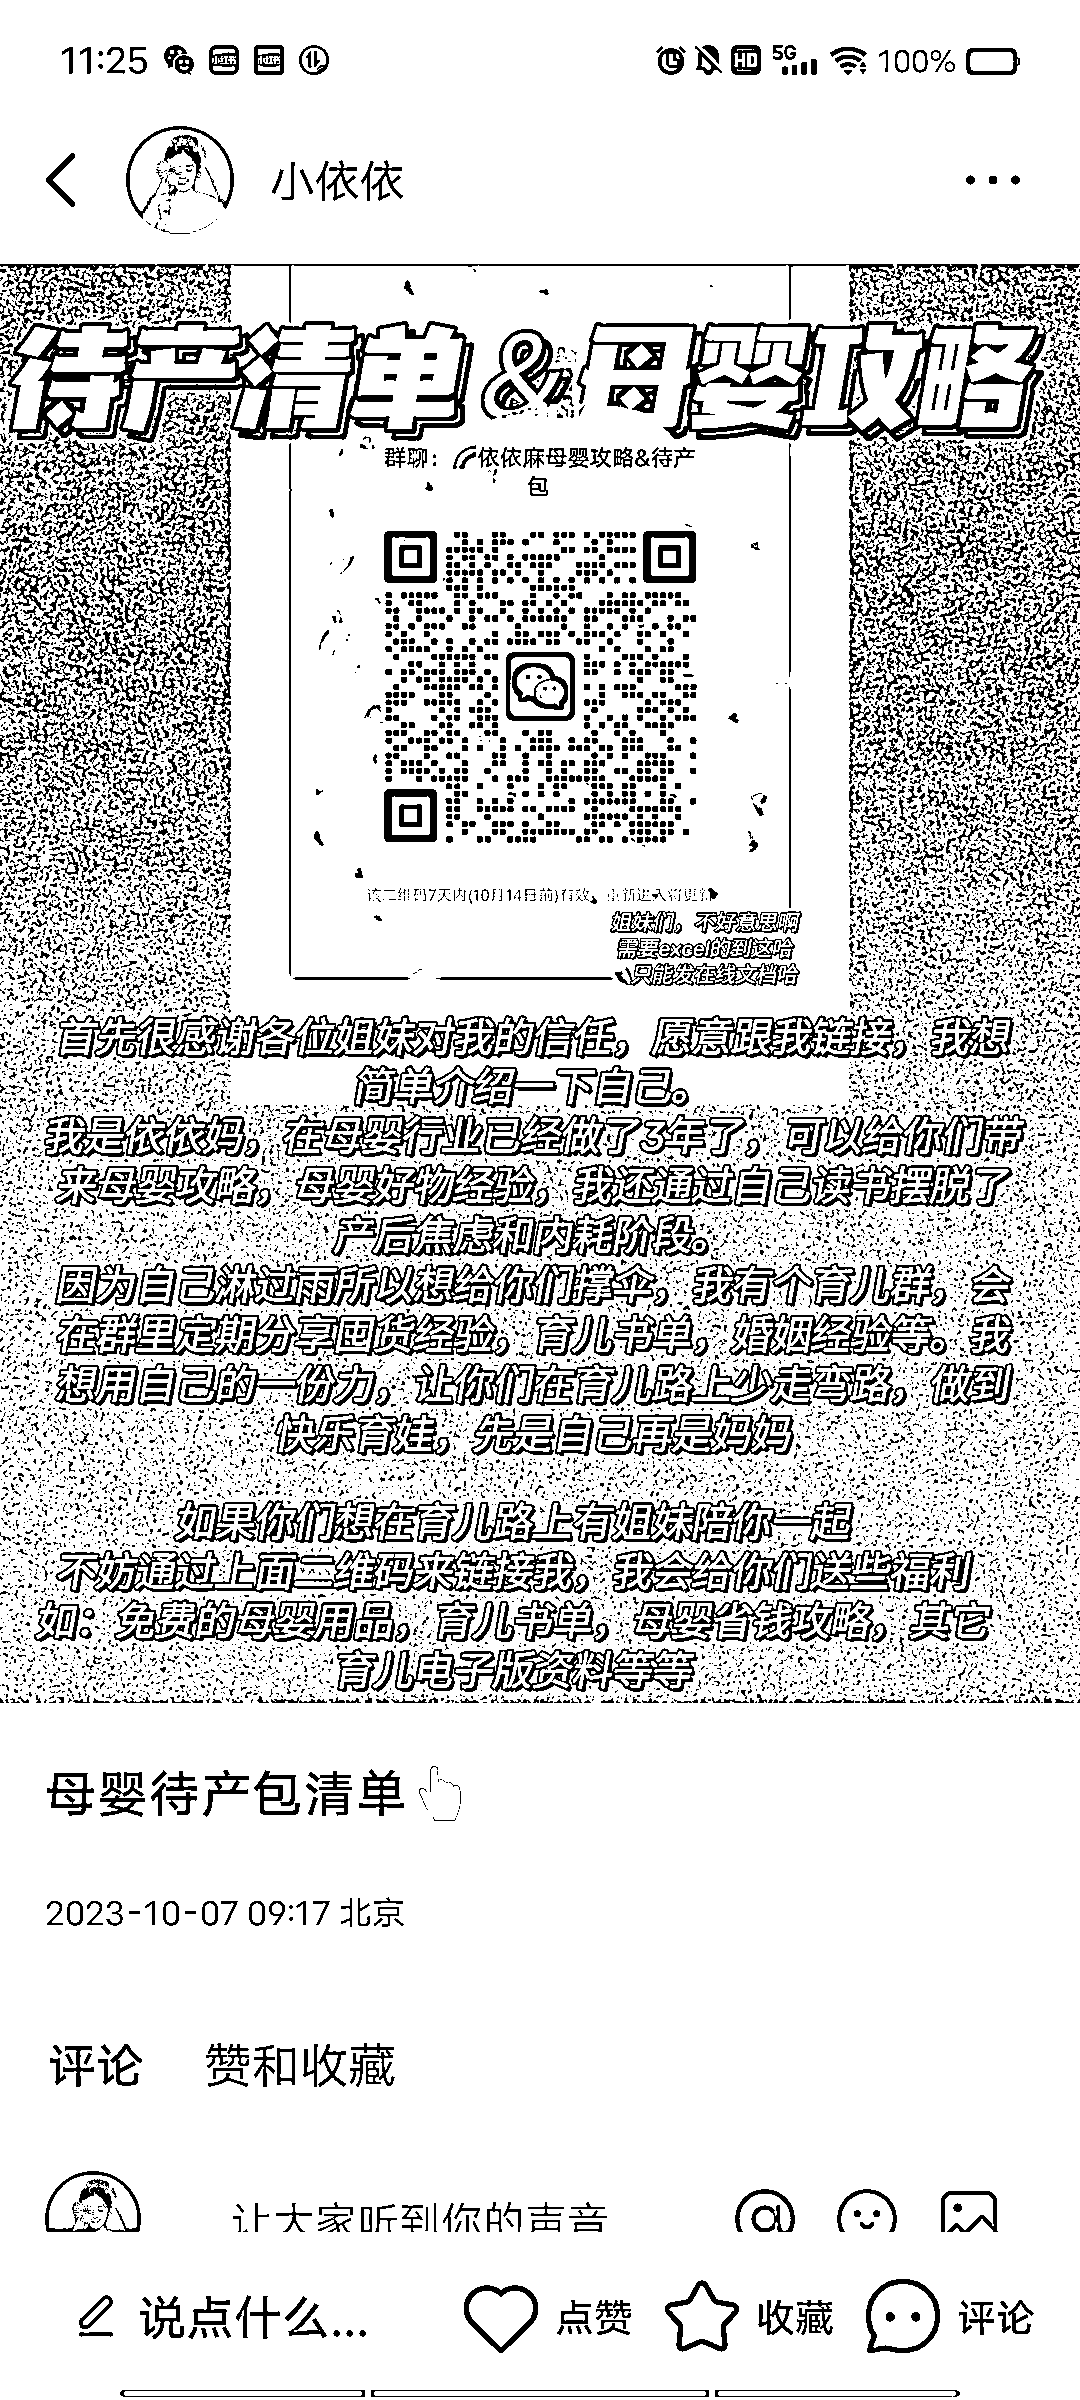 11:25
5G
HD
100%
小依依
待产清单 & 母婴攻略
群聊：依依麻母婴攻略&待产
包
该二维码7天内(10月14日前)有效，重新进入将更新
姐妹们，不好意思啊
需要excel的到这哈
只能发在线文档哈
首先很感谢各位姐妹对我的信任，愿意跟我链接，我想
简单介绍一下自己。
我是依依妈，在母婴行业已经做了3年了，可以给你们带
来母婴攻略，母婴好物经验，我还通过自己读书摆脱了
产后焦虑和内耗阶段。
因为自己淋过雨所以想给你们撑伞，我有个育儿群，会
在群里定期分享囤货经验，育儿书单，婚姻经验等。我
想用自己的一份力，让你们在育儿路上少走弯路，做到
快乐育娃，先是自己再是妈妈
如果你们想在育儿路上有姐妹陪你一起
不妨通过上面二维码来链接我，我会给你们送些福利
如：免费的母婴用品，育儿书单，母婴省钱攻略，其它
育儿电子版资料等等
母婴待产包清单👆
2023-10-07 09:17 北京
评论 赞和收藏
让大家听到你的声音
说点什么... 点赞 收藏 评论